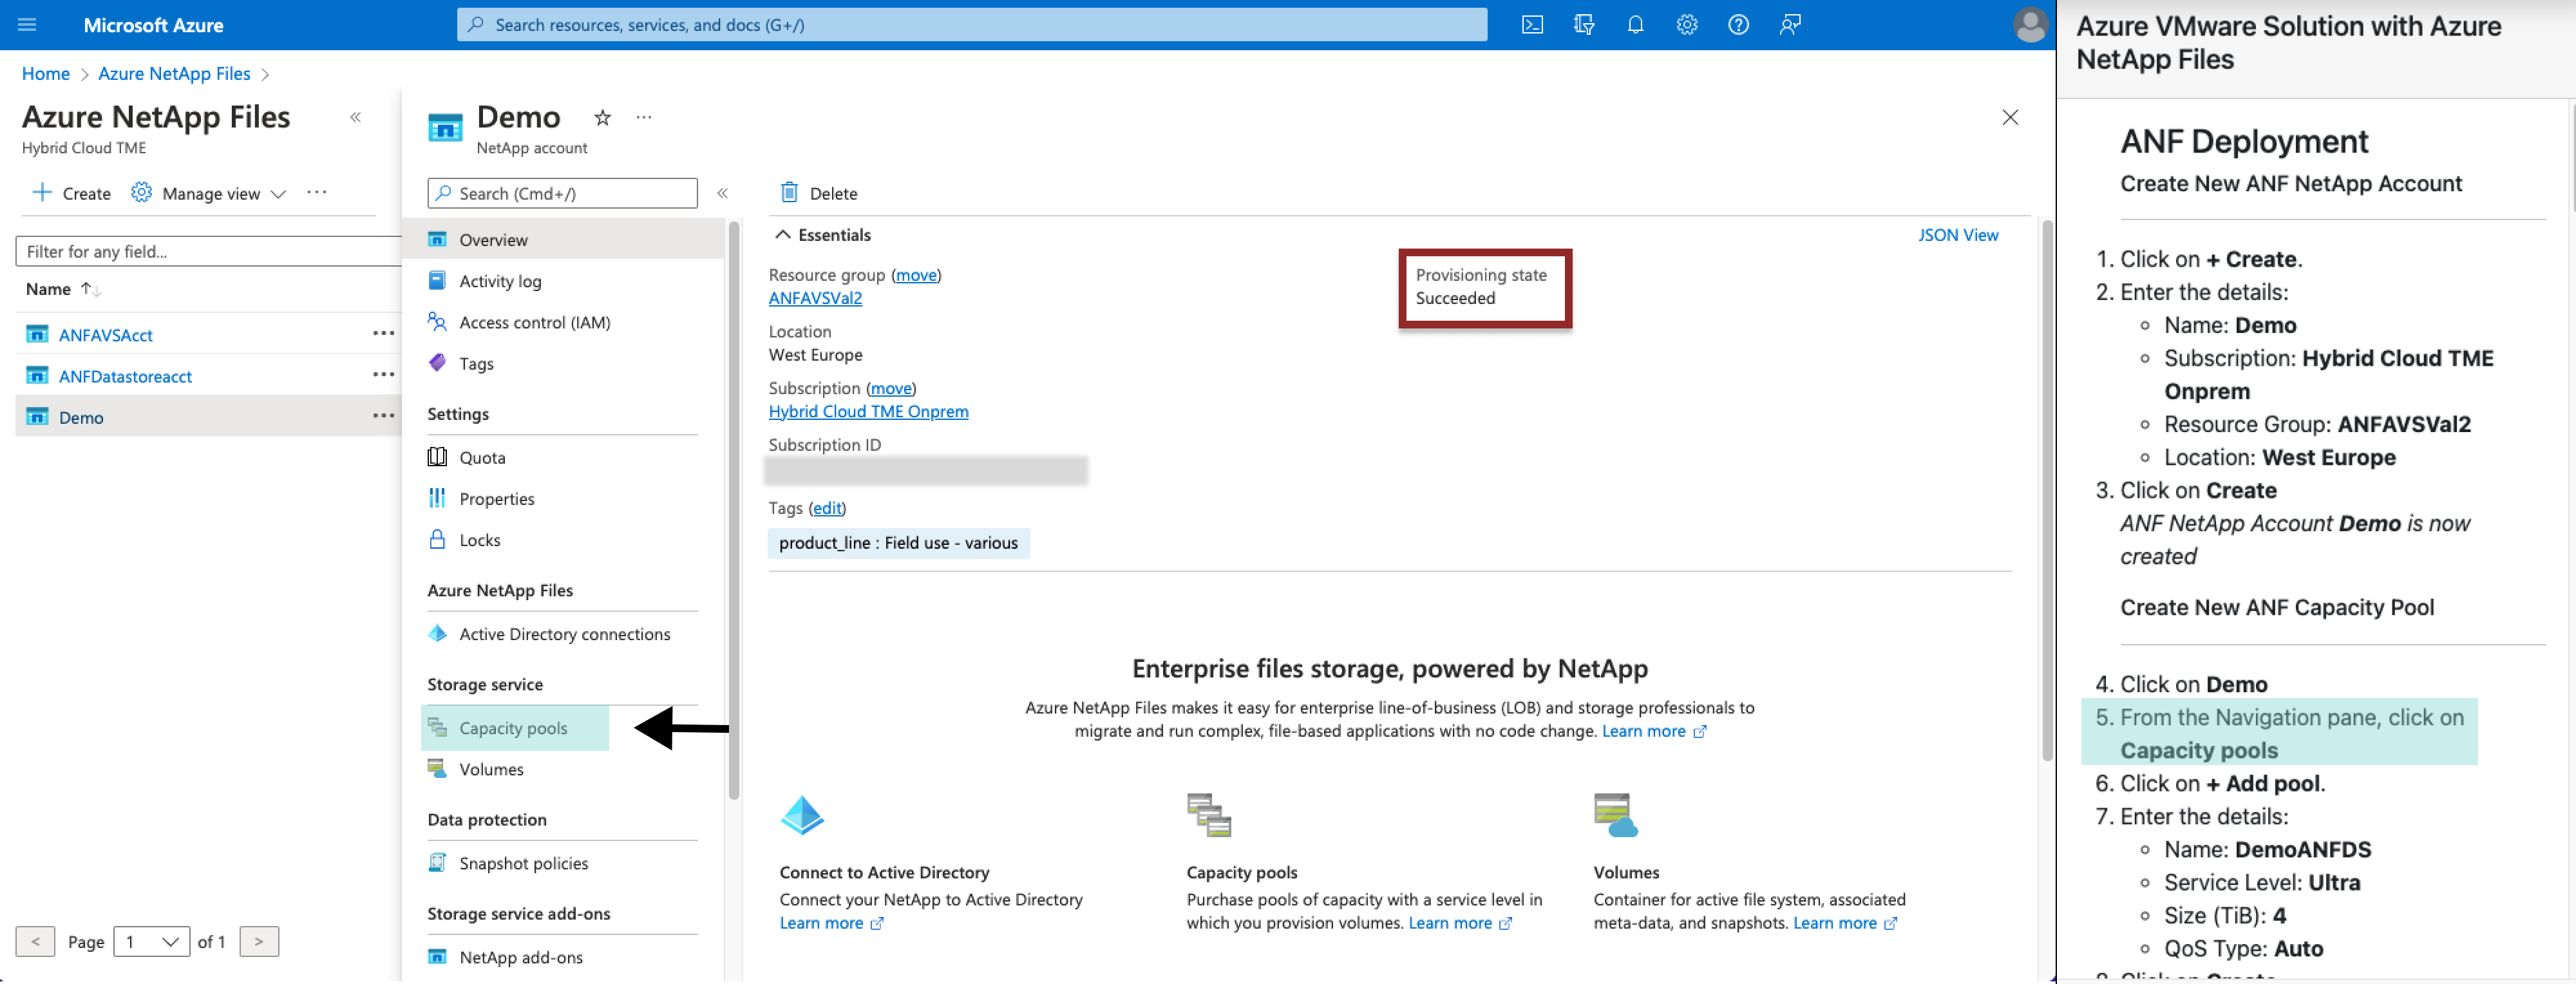 Microsoft Azure
Search resources, services, and docs (G+/)
Home > Azure NetApp Files >
Azure NetApp Files «
Hybrid Cloud TME
+ Create Manage view ···
Filter for any field...
Name ↑↓
ANFAVSAcct ···
ANFDatastoreacct ···
Demo ···
< Page 1 of 1 >
Demo ☆ ···
NetApp account
Search (Cmd+/) «
Overview
Activity log
Access control (IAM)
Tags
Settings
Quota
Properties
Locks
Azure NetApp Files
Active Directory connections
Storage service
Capacity pools
Volumes
Data protection
Snapshot policies
Storage service add-ons
NetApp add-ons
Delete
Essentials
JSON View
Resource group (move)
ANFAVSVal2
Location
West Europe
Subscription (move)
Hybrid Cloud TME Onprem
Subscription ID
Provisioning state
Succeeded
Tags (edit)
product_line : Field use - various
Enterprise files storage, powered by NetApp
Azure NetApp Files makes it easy for enterprise line-of-business (LOB) and storage professionals to
migrate and run complex, file-based applications with no code change. Learn more
Connect to Active Directory
Connect your NetApp to Active Directory
Learn more
Capacity pools
Purchase pools of capacity with a service level in
which you provision volumes. Learn more
Volumes
Container for active file system, associated
meta-data, and snapshots. Learn more
Azure VMware Solution with Azure
NetApp Files
ANF Deployment
Create New ANF NetApp Account
1. Click on + Create.
2. Enter the details:
Name: Demo
Subscription: Hybrid Cloud TME
Onprem
Resource Group: ANFAVSVal2
Location: West Europe
3. Click on Create
ANF NetApp Account Demo is now
created
Create New ANF Capacity Pool
4. Click on Demo
5. From the Navigation pane, click on
Capacity pools
6. Click on + Add pool.
7. Enter the details:
Name: DemoANFDS
Service Level: Ultra
Size (TiB): 4
QoS Type: Auto
8. Click on Create